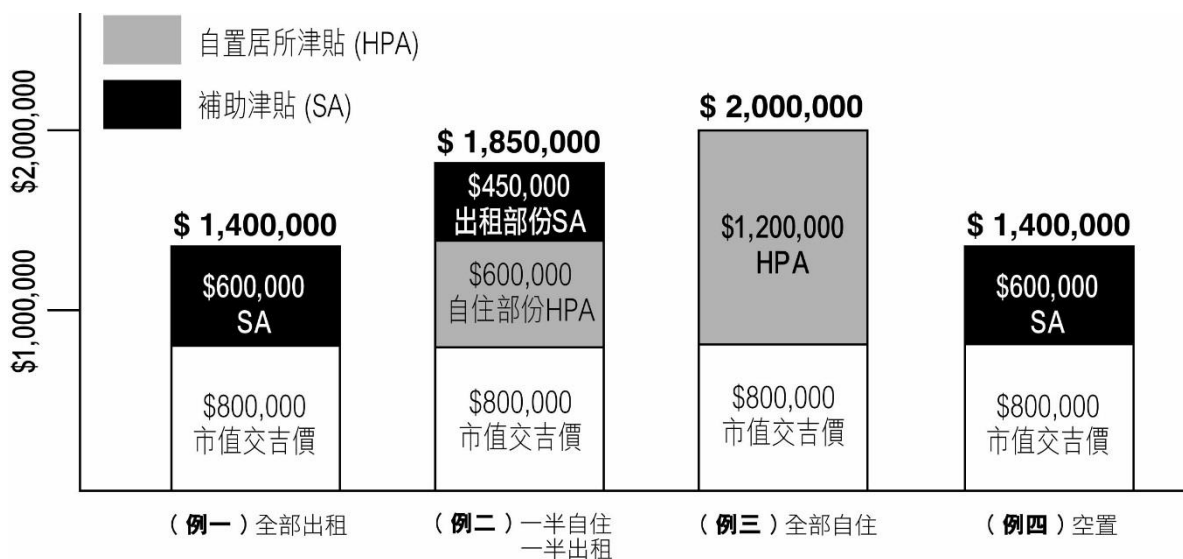 自置居所津貼 (HPA)
補助津貼 (SA)
$2,000,000
$1,000,000
$ 1,400,000
$600,000
SA
$800,000
市值交吉價
$ 1,850,000
$450,000
出租部份SA
$600,000
自住部份HPA
$800,000
市值交吉價
$ 2,000,000
$1,200,000
HPA
$800,000
市值交吉價
$ 1,400,000
$600,000
SA
$800,000
市值交吉價
(例一) 全部出租
(例二) 一半自住
一半出租
(例三) 全部自住
(例四) 空置